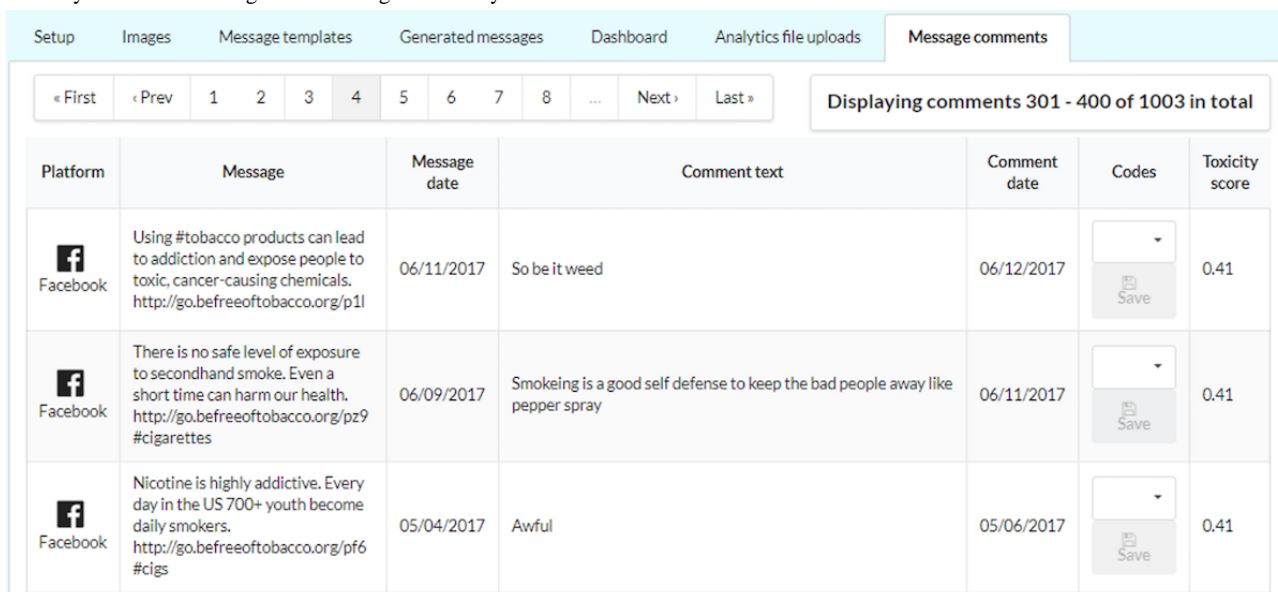 Setup Images Message templates Generated messages Dashboard Analytics file uploads Message comments
« First ‹ Prev 1 2 3 4 5 6 7 8 ... Next › Last »
Displaying comments 301 - 400 of 1003 in total
Platform Message Message date Comment text Comment date Codes Toxicity score
Facebook
Using #tobacco products can lead
to addiction and expose people to
toxic, cancer-causing chemicals.
http://go.befreeoftobacco.org/p1l
06/11/2017
So be it weed
06/12/2017
Save
0.41
Facebook
There is no safe level of exposure
to secondhand smoke. Even a
short time can harm our health.
http://go.befreeoftobacco.org/pz9
#cigarettes
06/09/2017
Smokeing is a good self defense to keep the bad people away like
pepper spray
06/11/2017
Save
0.41
Facebook
Nicotine is highly addictive. Every
day in the US 700+ youth become
daily smokers.
http://go.befreeoftobacco.org/pf6
#cigs
05/04/2017
Awful
05/06/2017
Save
0.41